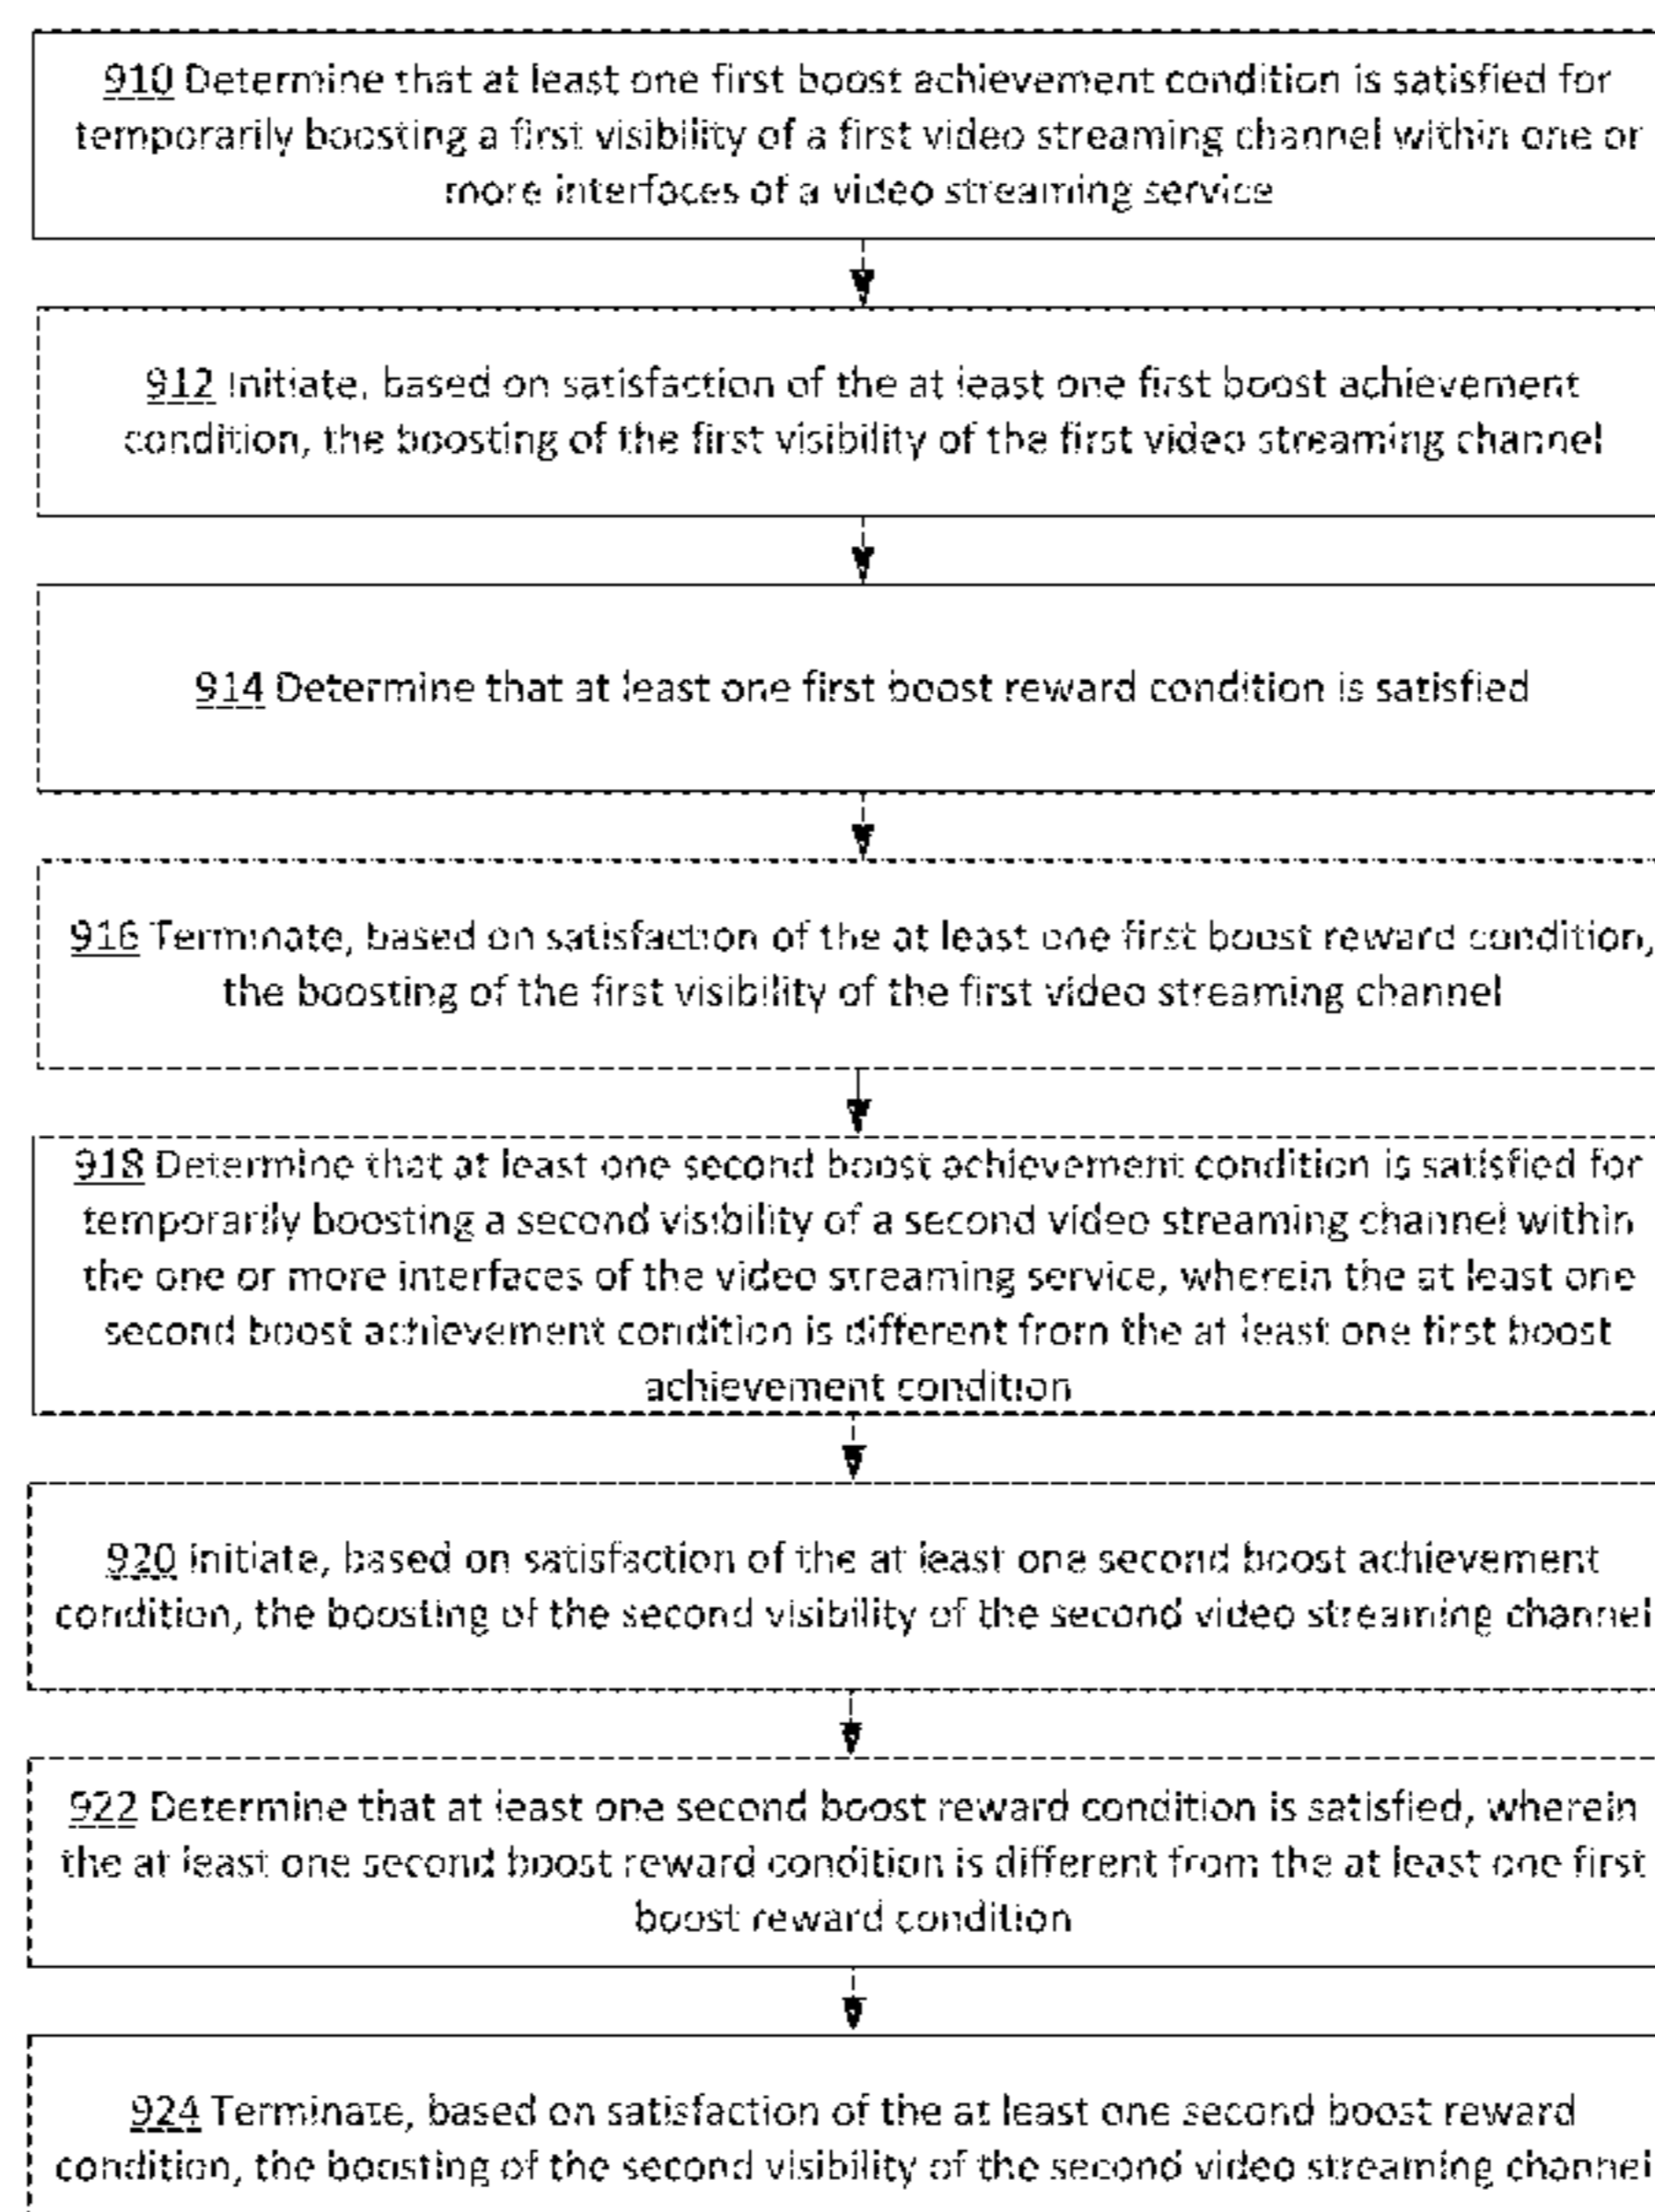 910 Determine that at least one first boost achievement condition is satisfied for
temporarily boosting a first visibility of a first video streaming channel within one or
more interfaces of a video streaming service
912 Initiate, based on satisfaction of the at least one first boost achievement
condition, the boosting of the first visibility of the first video streaming channel
914 Determine that at least one first boost reward condition is satisfied
916 Terminate, based on satisfaction of the at least one first boost reward condition,
the boosting of the first visibility of the first video streaming channel
918 Determine that at least one second boost achievement condition is satisfied for
temporarily boosting a second visibility of a second video streaming channel within
the one or more interfaces of the video streaming service, wherein the at least one
second boost achievement condition is different from the at least one first boost
achievement condition
920 Initiate, based on satisfaction of the at least one second boost achievement
condition, the boosting of the second visibility of the second video streaming channel
922 Determine that at least one second boost reward condition is satisfied, wherein
the at least one second boost reward condition is different from the at least one first
boost reward condition
924 Terminate, based on satisfaction of the at least one second boost reward
condition, the boosting of the second visibility of the second video streaming channel